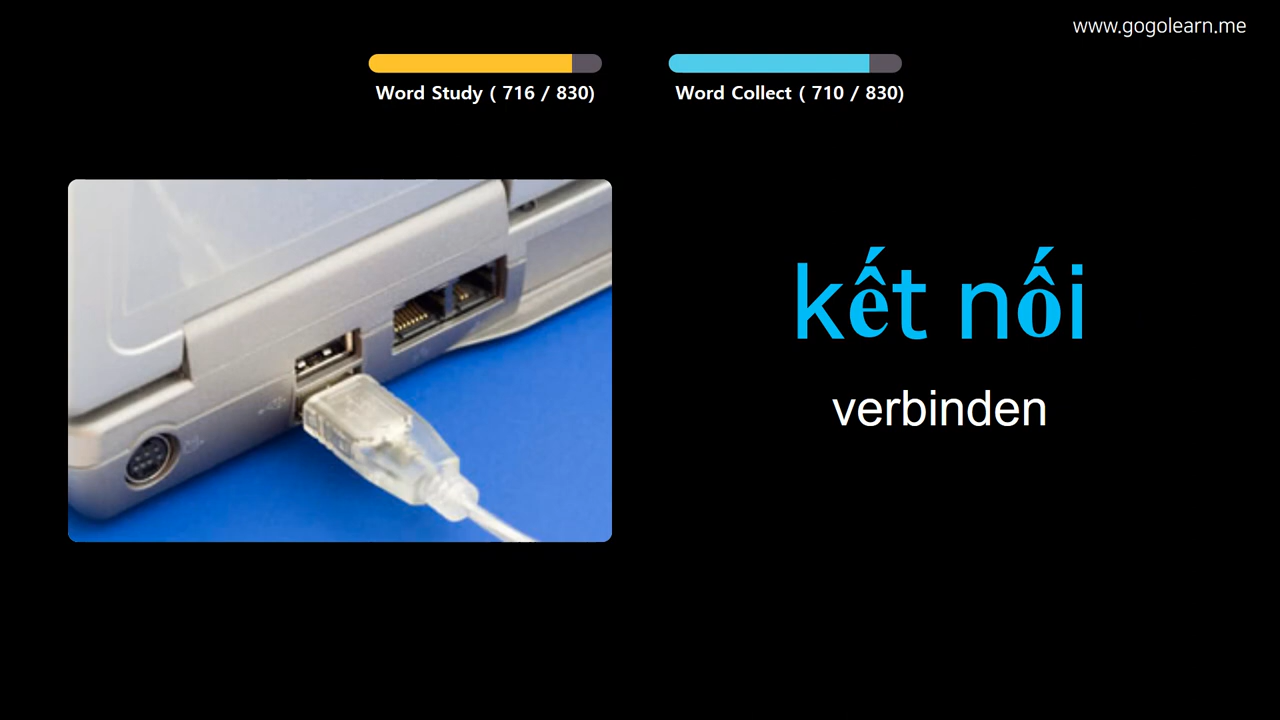 www.gogolearn.me
Word Study ( 716 / 830)
Word Collect ( 710 / 830)
kết nối
verbinden